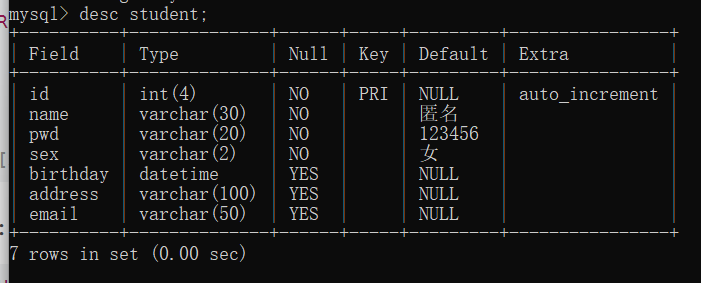 mysql> desc student;
+----------+--------------+------+-----+---------+----------------+
| Field    | Type         | Null | Key | Default | Extra          |
+----------+--------------+------+-----+---------+----------------+
| id       | int(4)       | NO   | PRI | NULL    | auto_increment |
| name     | varchar(30)  | NO   |     | 匿名    |                |
| pwd      | varchar(20)  | NO   |     | 123456  |                |
| sex      | varchar(2)   | NO   |     | 女      |                |
| birthday | datetime     | YES  |     | NULL    |                |
| address  | varchar(100) | YES  |     | NULL    |                |
| email    | varchar(50)  | YES  |     | NULL    |                |
+----------+--------------+------+-----+---------+----------------+
7 rows in set (0.00 sec)